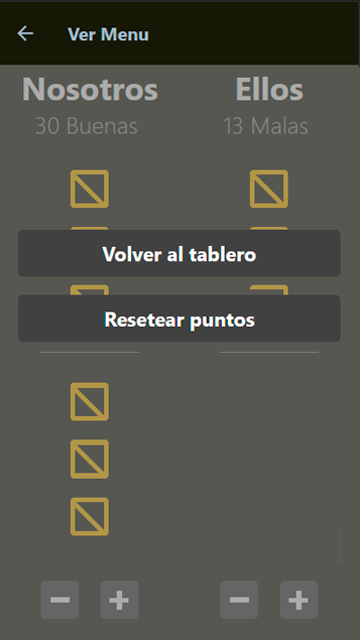 Ver Menu
Nosotros
Ellos
30 Buenas
13 Malas
Volver al tablero
Resetear puntos